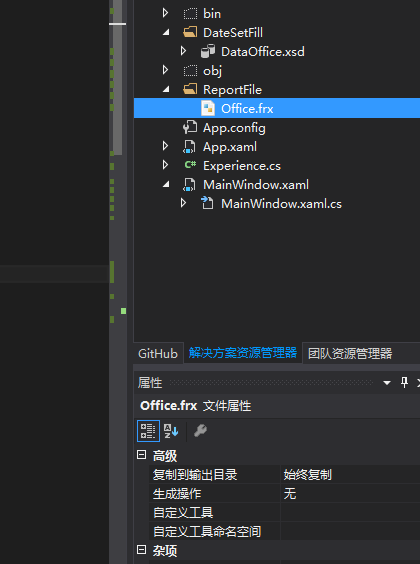 bin
DateSetFill
DataOffice.xsd
obj
ReportFile
Office.frx
App.config
App.xaml
C# Experience.cs
MainWindow.xaml
MainWindow.xaml.cs
GitHub 解决方案资源管理器 团队资源管理器
属性
Office.frx 文件属性
高级
复制到输出目录 始终复制
生成操作 无
自定义工具
自定义工具命名空间
杂项